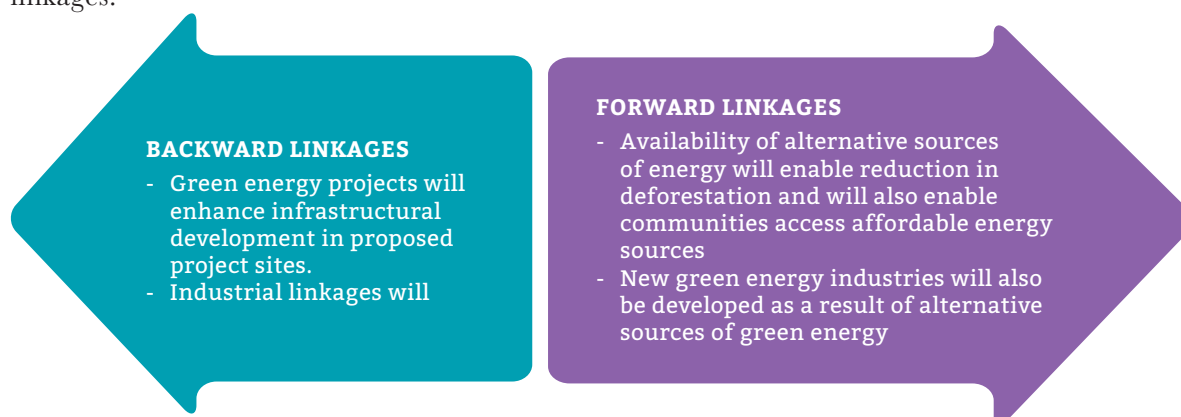 linkages.
BACKWARD LINKAGES
- Green energy projects will
enhance infrastructural
development in proposed
project sites.
- Industrial linkages will
FORWARD LINKAGES
- Availability of alternative sources
of energy will enable reduction in
deforestation and will also enable
communities access affordable energy
sources
- New green energy industries will also
be developed as a result of alternative
sources of green energy